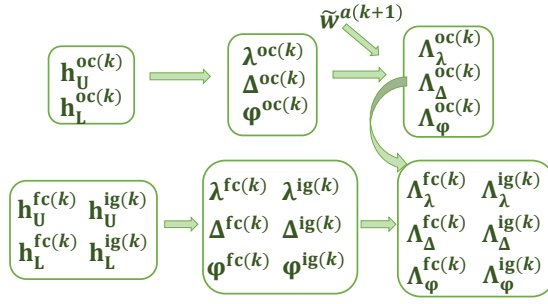 w̃^{a(k+1)}
h_U^{oc(k)}
h_L^{oc(k)}
λ^{oc(k)}
Δ^{oc(k)}
φ^{oc(k)}
Λ_λ^{oc(k)}
Λ_Δ^{oc(k)}
Λ_φ^{oc(k)}
h_U^{fc(k)} h_U^{ig(k)}
h_L^{fc(k)} h_L^{ig(k)}
λ^{fc(k)} λ^{ig(k)}
Δ^{fc(k)} Δ^{ig(k)}
φ^{fc(k)} φ^{ig(k)}
Λ_λ^{fc(k)} Λ_λ^{ig(k)}
Λ_Δ^{fc(k)} Λ_Δ^{ig(k)}
Λ_φ^{fc(k)} Λ_φ^{ig(k)}